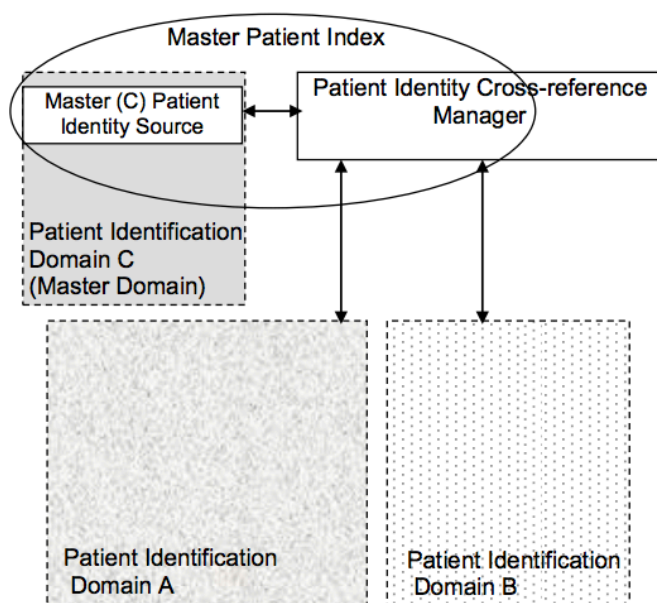 Master Patient Index
Master (C) Patient
Identity Source
Patient Identity Cross-reference
Manager
Patient Identification
Domain C
(Master Domain)
Patient Identification
Domain A
Patient Identification
Domain B